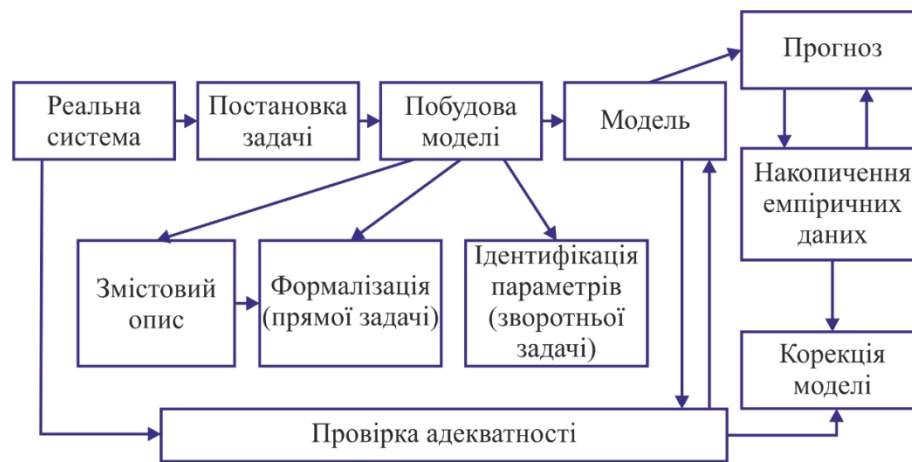 Прогноз
Реальна
система
Постановка
задачі
Побудова
моделі
Модель
Накопичення
емпіричних
даних
Змістовий
опис
Формалізація
(прямої задачі)
Ідентифікація
параметрів
(зворотньої
задачі)
Корекція
моделі
Провірка адекватності